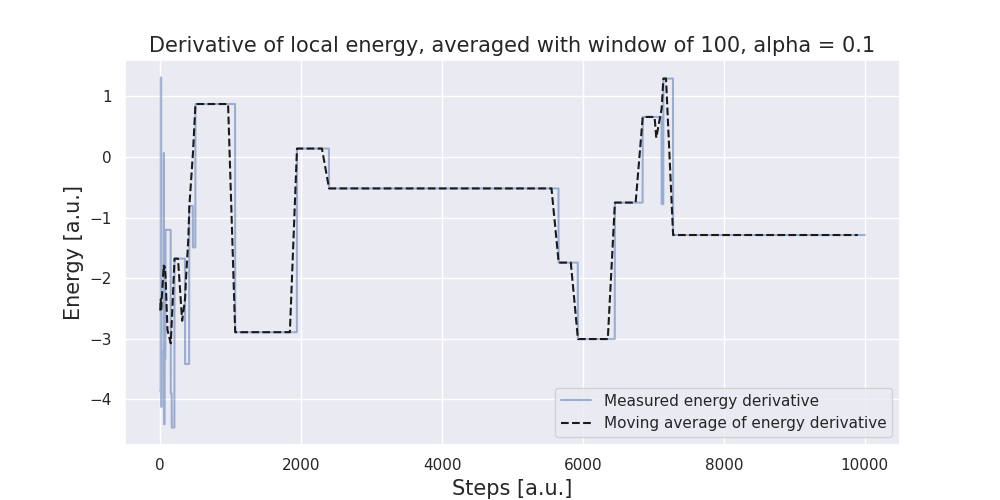 Derivative of local energy, averaged with window of 100, alpha = 0.1
Energy [a.u.]
1
0
−1
−2
−3
−4
Measured energy derivative
Moving average of energy derivative
0 2000 4000 6000 8000 10000
Steps [a.u.]